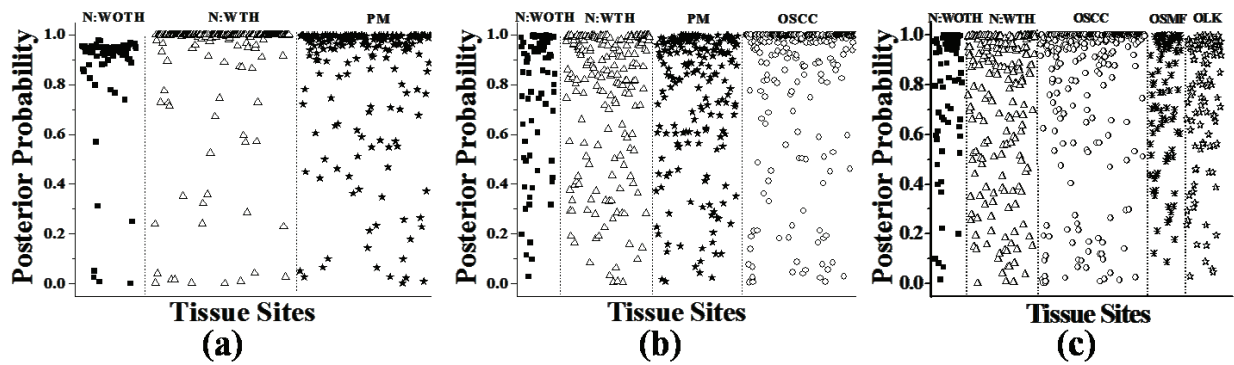 N:WOTH N:WTH PM
Posterior Probability
1.0
0.8
0.6
0.4
0.2
0.0
Tissue Sites
(a)
N:WOTH N:WTH PM OSCC
Posterior Probability
1.0
0.8
0.6
0.4
0.2
0.0
Tissue Sites
(b)
N:WOTH N:WTH OSCC OSMF OLK
Posterior Probability
1.0
0.8
0.6
0.4
0.2
0.0
Tissue Sites
(c)